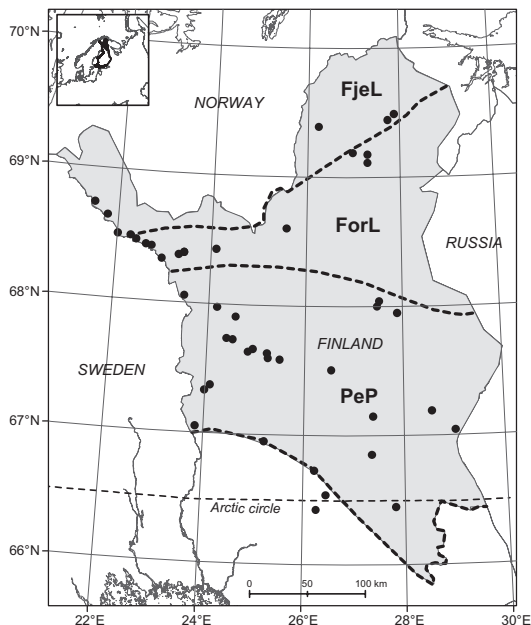 70°N
NORWAY
FjeL
69°N
ForL
RUSSIA
68°N
FINLAND
SWEDEN
PeP
67°N
Arctic circle
66°N
0 50 100 km
22°E 24°E 26°E 28°E 30°E